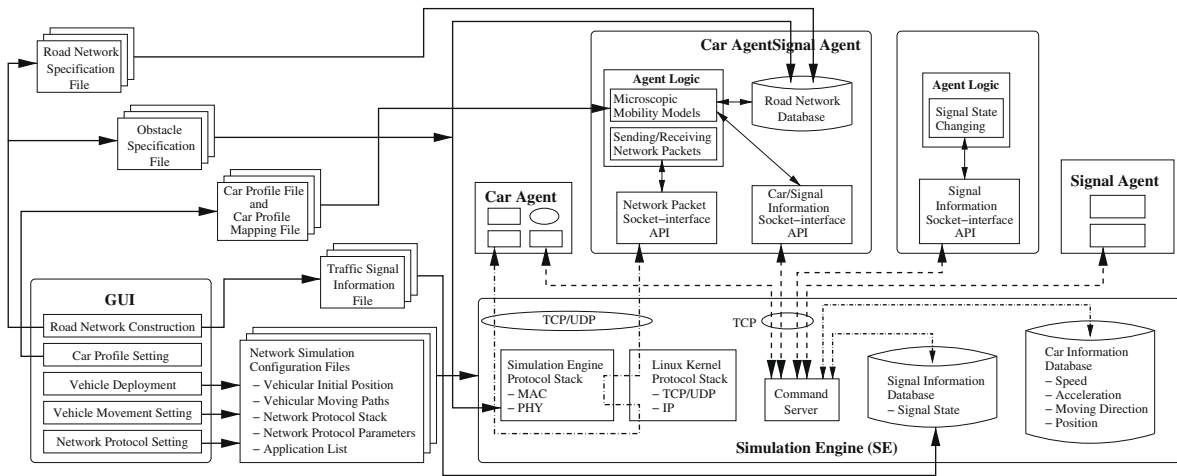 Road Network
Specification
File
Obstacle
Specification
File
Car Profile File
and
Car Profile
Mapping File
Traffic Signal
Information
File
GUI
Road Network Construction
Car Profile Setting
Vehicle Deployment
Vehicle Movement Setting
Network Protocol Setting
Network Simulation
Configuration Files
− Vehicular Initial Position
− Vehicular Moving Paths
− Network Protocol Stack
− Network Protocol Parameters
− Application List
Car Agent
Car AgentSignal Agent
Agent Logic
Microscopic
Mobility Models
Sending/Receiving
Network Packets
Road Network
Database
Network Packet
Socket−interface
API
Car/Signal
Information
Socket−interface
API
Agent Logic
Signal State
Changing
Signal
Information
Socket−interface
API
Signal Agent
TCP/UDP
TCP
Simulation Engine
Protocol Stack
− MAC
− PHY
Linux Kernel
Protocol Stack
− TCP/UDP
− IP
Command
Server
Signal Information
Database
− Signal State
Car Information
Database
− Speed
− Acceleration
− Moving Direction
− Position
Simulation Engine (SE)